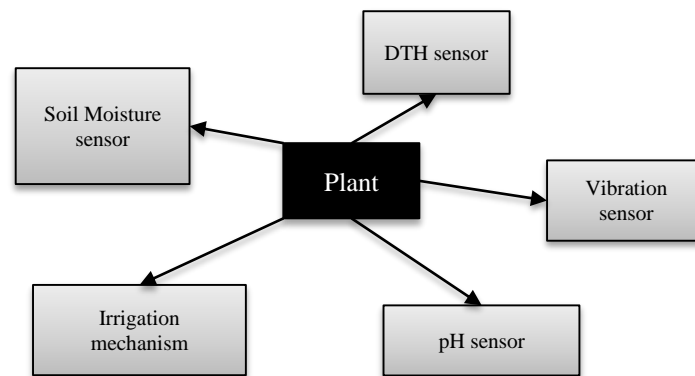 DTH sensor
Soil Moisture
sensor
Plant
Vibration
sensor
Irrigation
mechanism
pH sensor